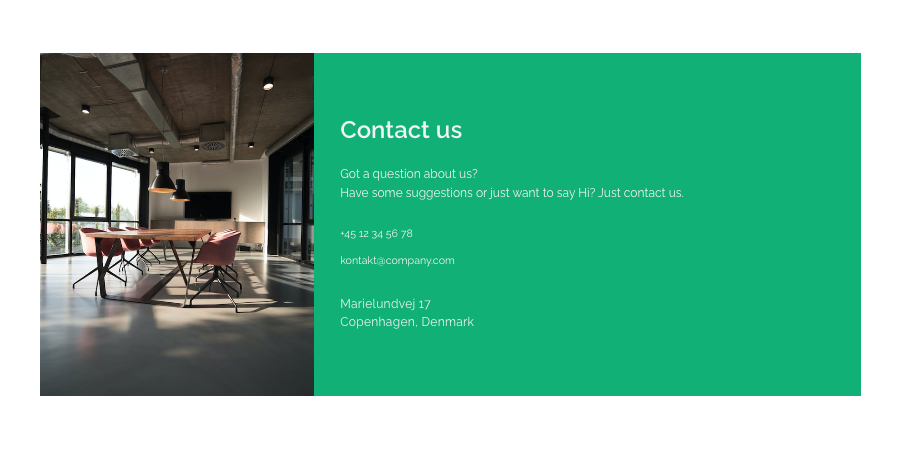 Contact us
Got a question about us?
Have some suggestions or just want to say Hi? Just contact us.
+45 12 34 56 78
kontakt@company.com
Marielundvej 17
Copenhagen, Denmark